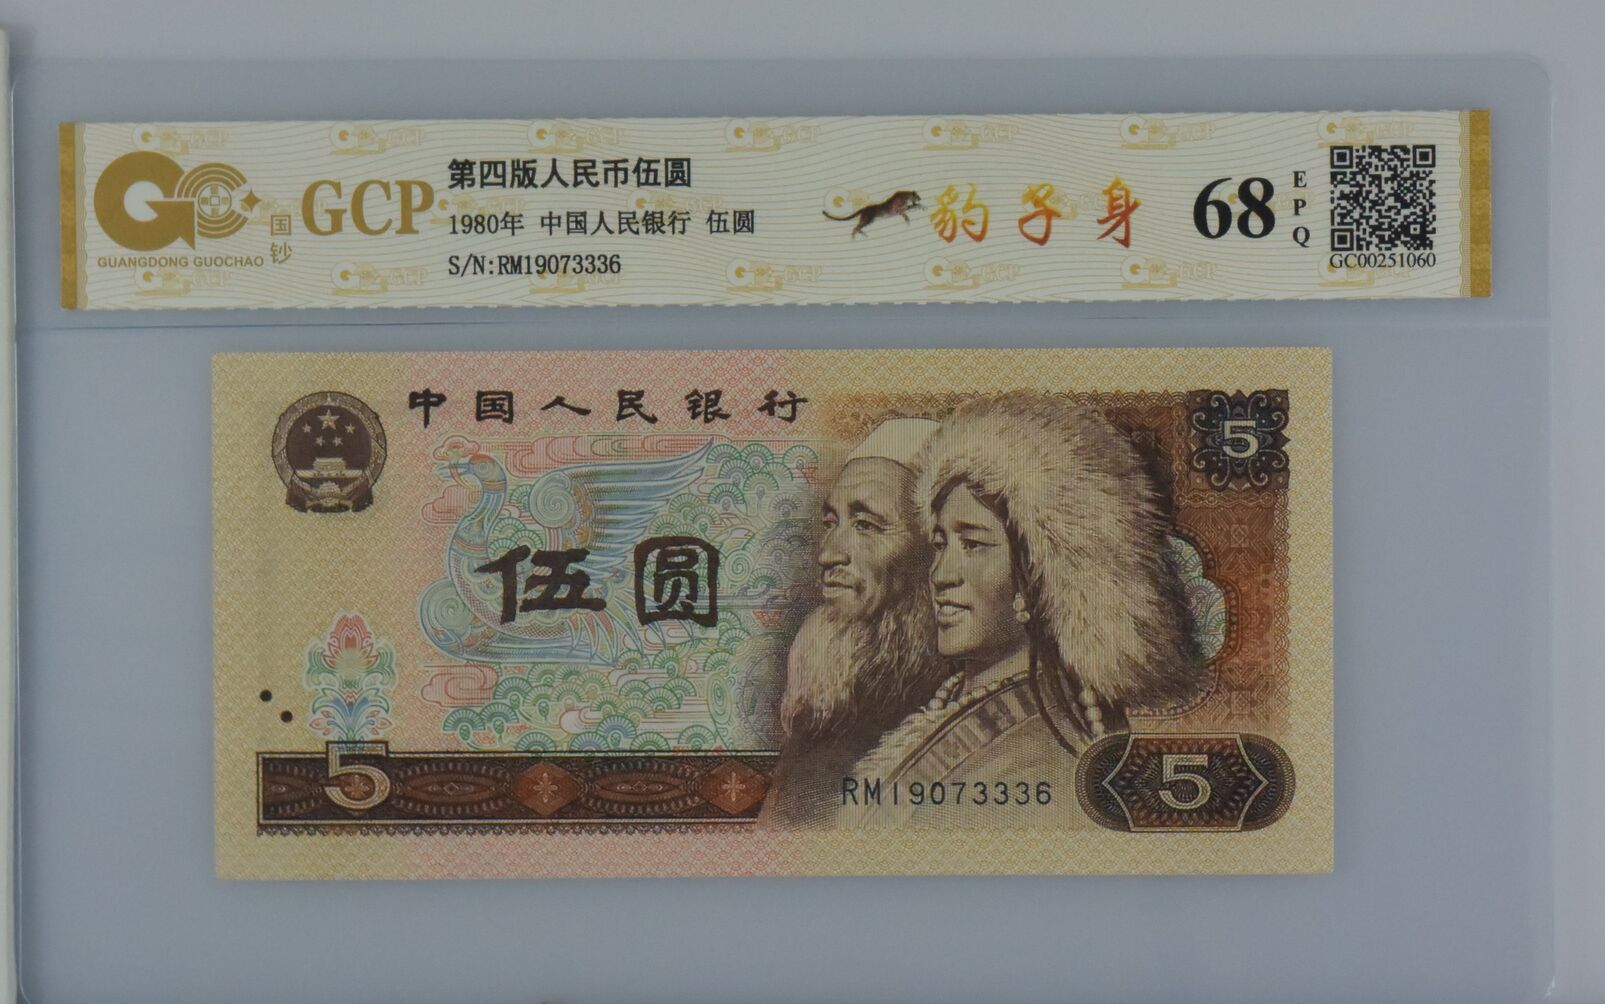 GUANGDONG GUOCHAO
国钞
GCP
第四版人民币伍圆
1980年 中国人民银行 伍圆
S/N:RM19073336
豹子身
68
EPQ
GC00251060
中国人民银行
5
伍圆
5
RM19073336
5